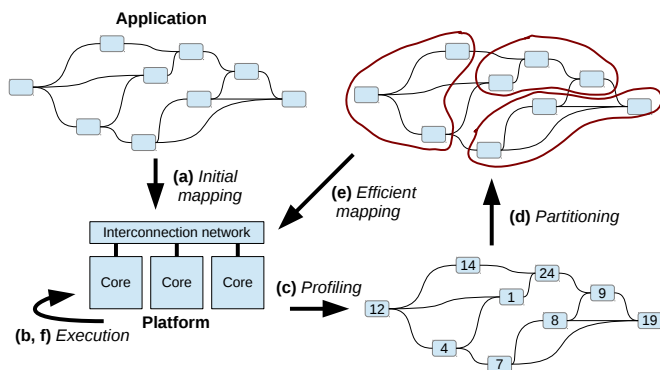 Application
(a) Initial
mapping
(e) Efficient
mapping
(d) Partitioning
Interconnection network
Core Core Core
(c) Profiling
Platform
(b, f) Execution
14
24
12
1
9
8
19
4
7